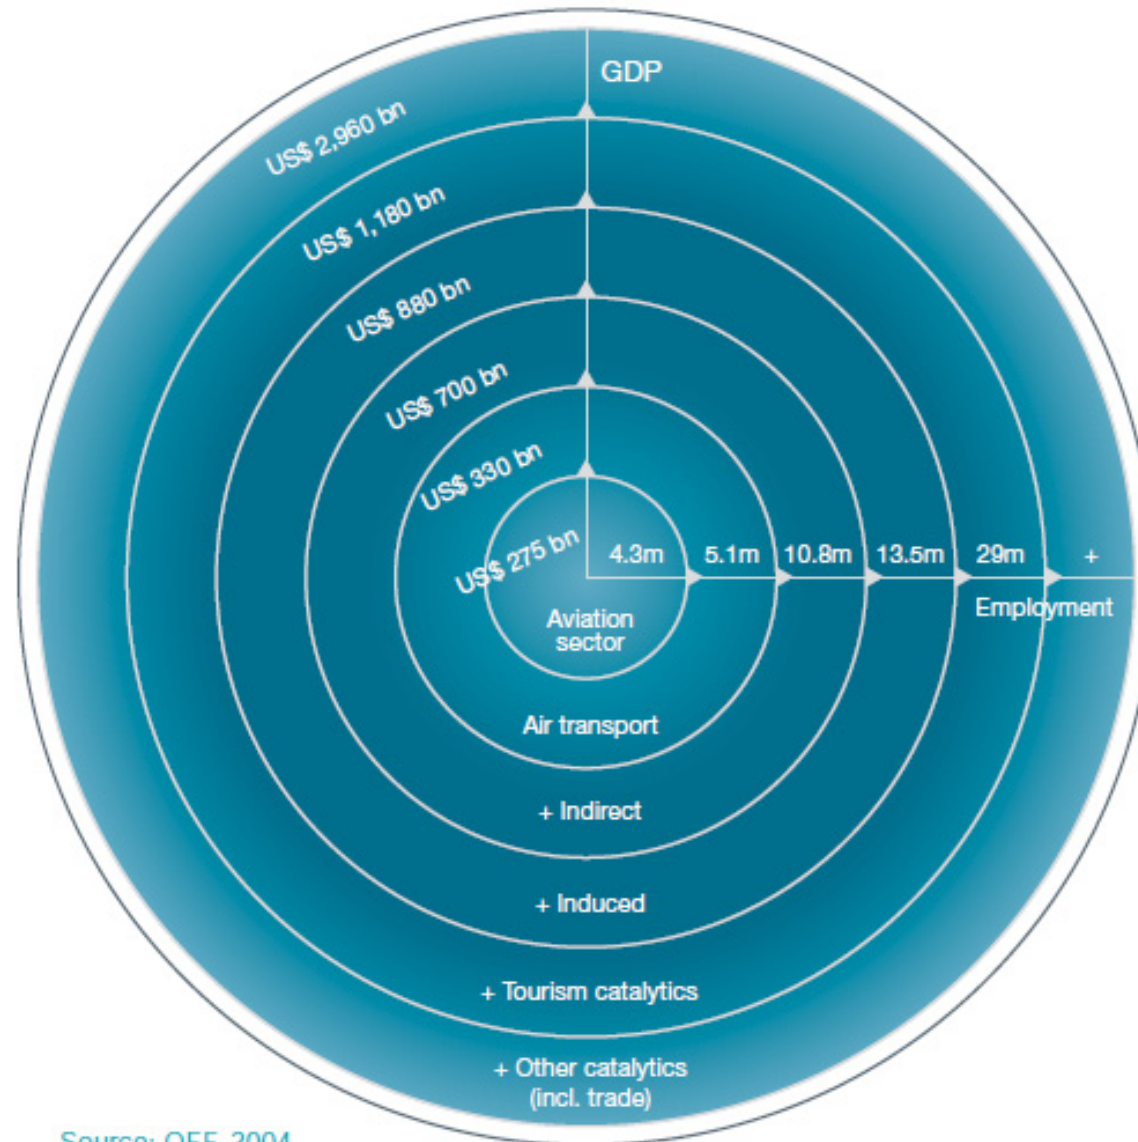 GDP
US$ 2,960 bn
US$ 1,180 bn
US$ 880 bn
US$ 700 bn
US$ 330 bn
US$ 275 bn
4.3m
5.1m
10.8m
13.5m
29m
+
Employment
Aviation
sector
Air transport
+ Indirect
+ Induced
+ Tourism catalytics
+ Other catalytics
(incl. trade)
Source: 2004